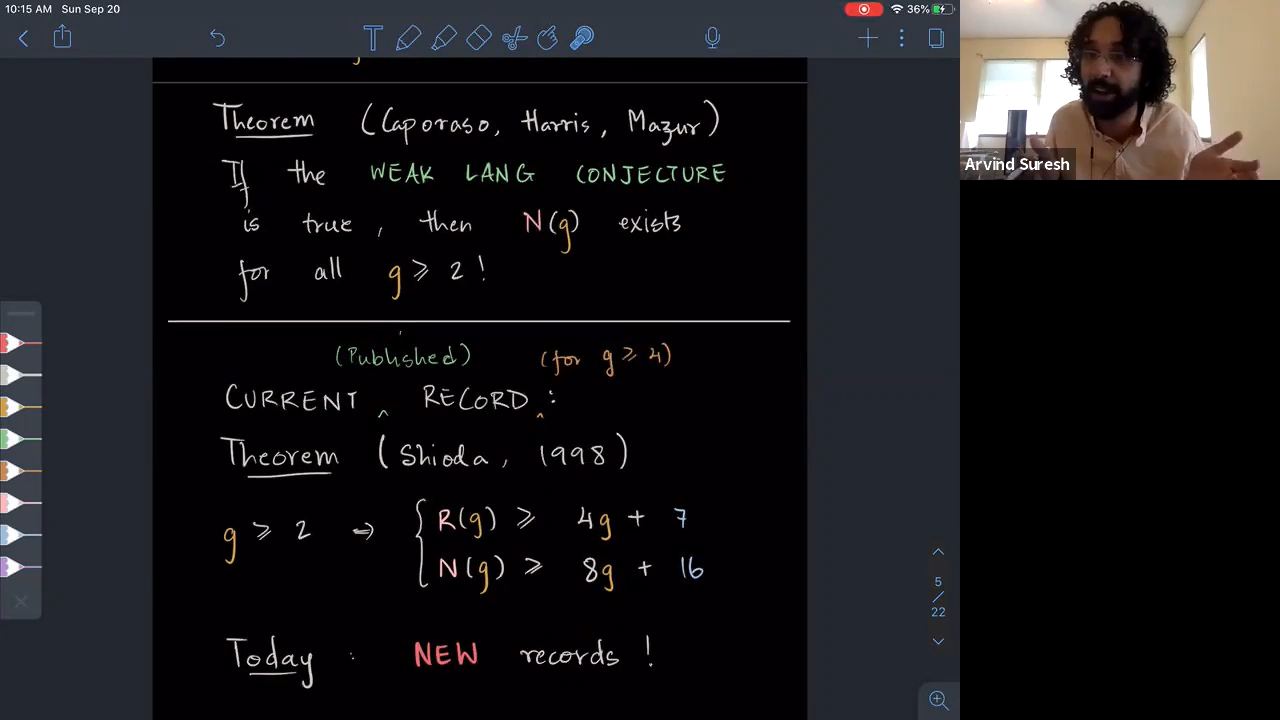 10:15 AM Sun Sep 20
36%
Theorem (Caporaso, Harris, Mazur)
If the WEAK LANG CONJECTURE
is true, then N(g) exists
for all g ≥ 2 !
(Published) (for g ≥ 4)
CURRENT ^ RECORD ^ :
Theorem (Shioda, 1998)
g ≥ 2 ⇒ { R(g) ≥ 4g + 7
N(g) ≥ 8g + 16
Today : NEW records !
5
/
22
Arvind Suresh